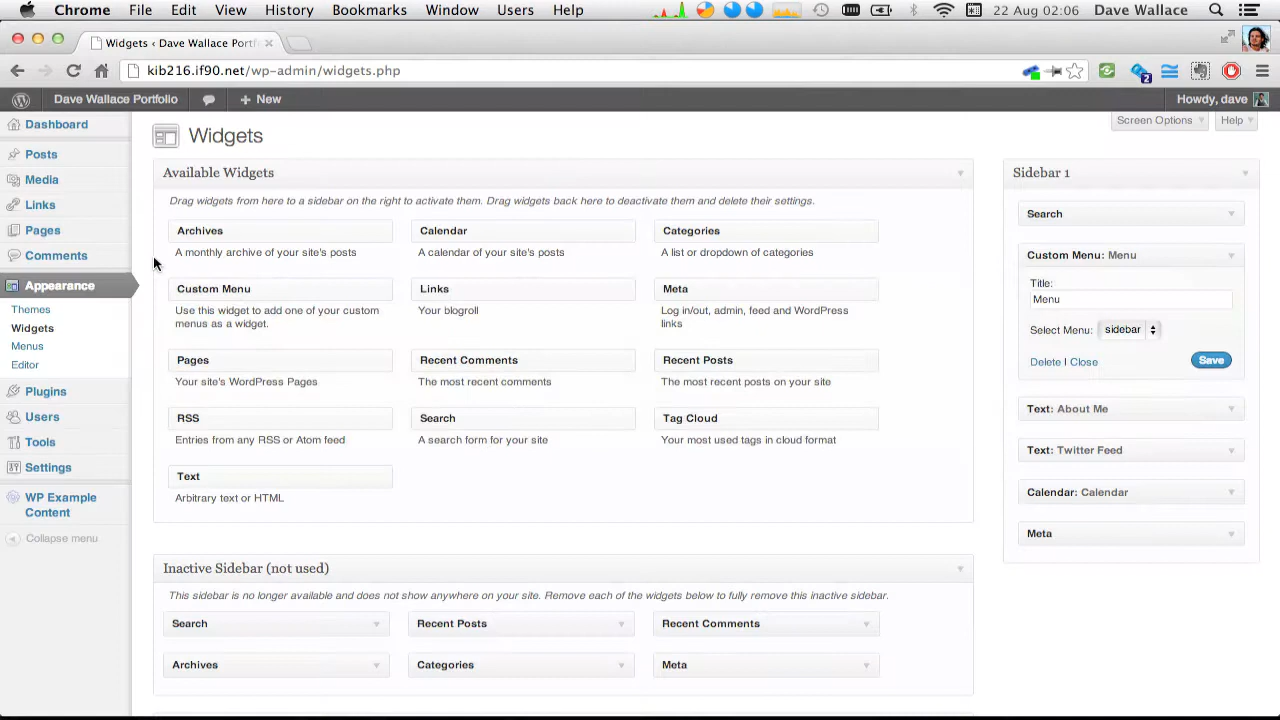 Chrome File Edit View History Bookmarks Window Users Help 22 Aug 02:06 Dave Wallace
Widgets ‹ Dave Wallace Portf
kib216.if90.net/wp-admin/widgets.php
Dave Wallace Portfolio + New Howdy, dave
Screen Options Help
Dashboard
Posts
Media
Links
Pages
Comments
Appearance
Themes
Widgets
Menus
Editor
Plugins
Users
Tools
Settings
WP Example
Content
Collapse menu
Widgets
Available Widgets
Drag widgets from here to a sidebar on the right to activate them. Drag widgets back here to deactivate them and delete their settings.
Archives Calendar Categories
A monthly archive of your site's posts A calendar of your site's posts A list or dropdown of categories
Custom Menu Links Meta
Use this widget to add one of your custom Your blogroll Log in/out, admin, feed and WordPress
menus as a widget. links
Pages Recent Comments Recent Posts
Your site's WordPress Pages The most recent comments The most recent posts on your site
RSS Search Tag Cloud
Entries from any RSS or Atom feed A search form for your site Your most used tags in cloud format
Text
Arbitrary text or HTML
Inactive Sidebar (not used)
This sidebar is no longer available and does not show anywhere on your site. Remove each of the widgets below to fully remove this inactive sidebar.
Search Recent Posts Recent Comments
Archives Categories Meta
Sidebar 1
Search
Custom Menu: Menu
Title:
Menu
Select Menu: sidebar
Delete | Close Save
Text: About Me
Text: Twitter Feed
Calendar: Calendar
Meta